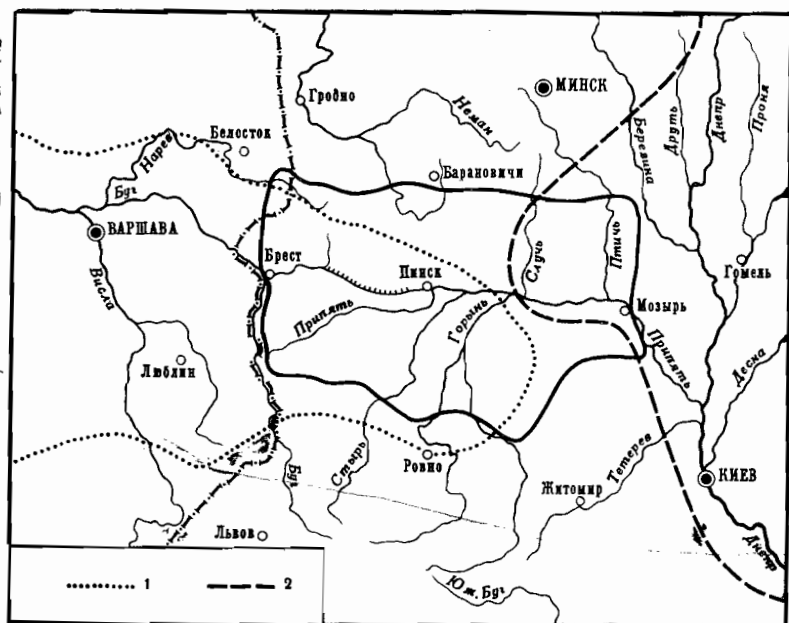 МИНСК
Гродно
Неман
Березина
Друть
Днепр
Проня
Белосток
Нарев
Барановичи
Буг
ВАРШАВА
Брест
Пинск
Случь
Птичь
Гомель
Висла
Припять
Горынь
Мозырь
Припять
Десна
Люблин
Стырь
Ровно
Буг
Тетерев
Житомир
КИЕВ
Львов
Днепр
Юж. Буг
1
2